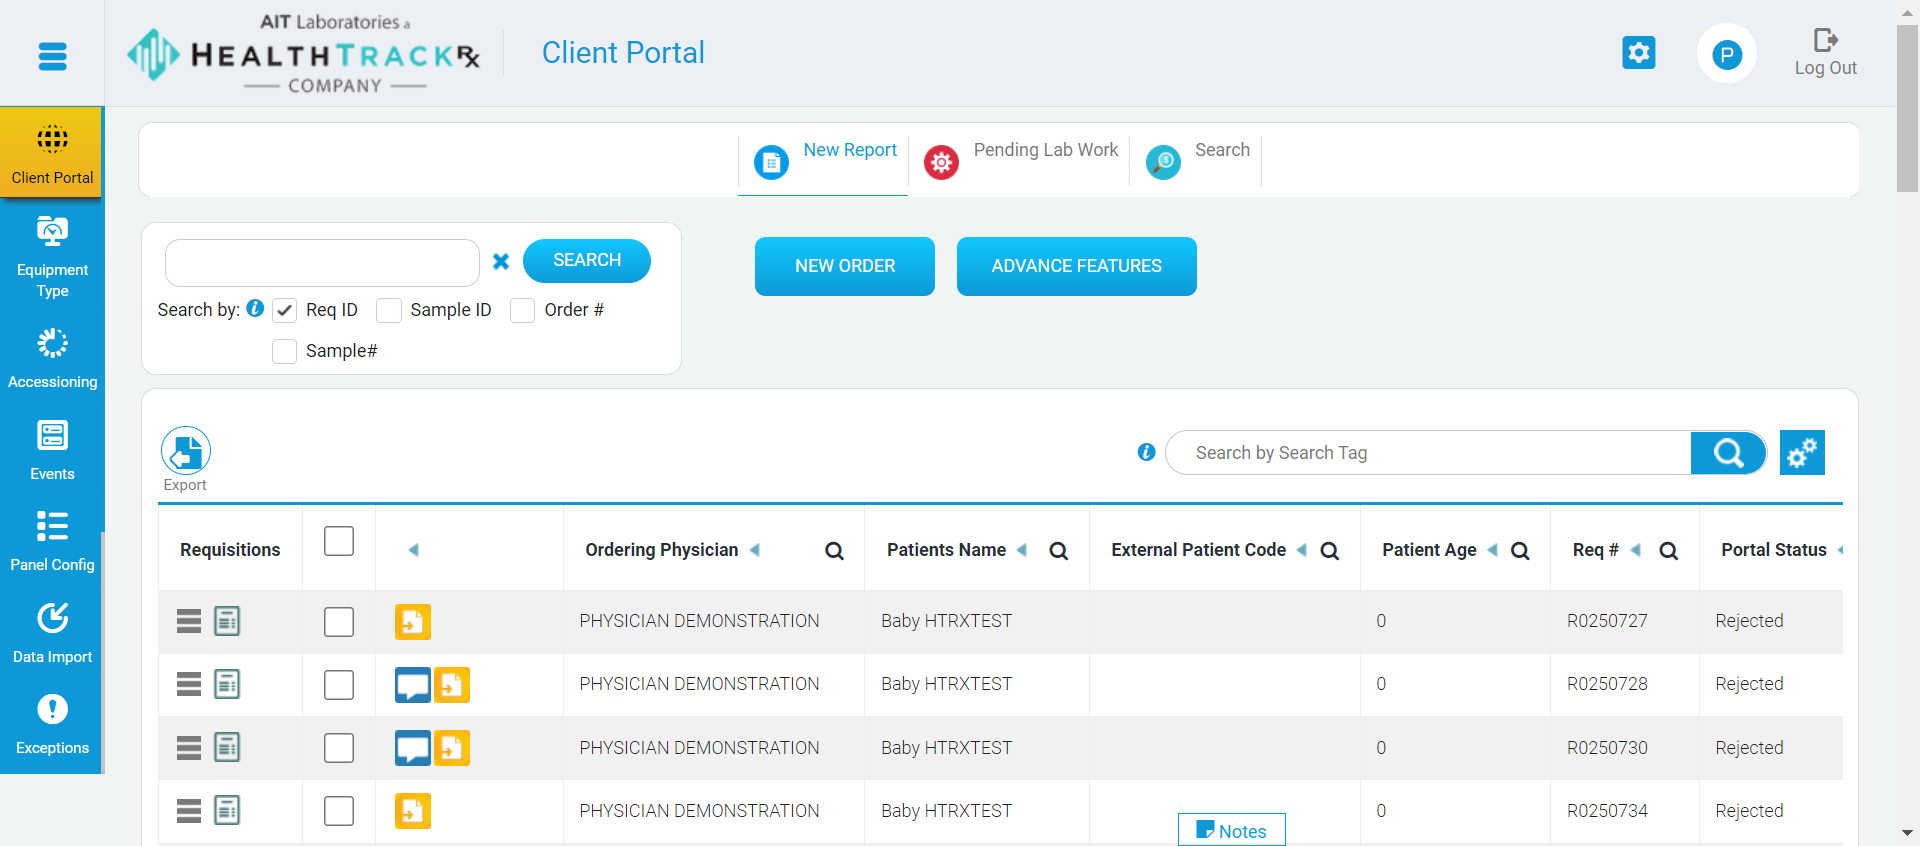 AIT Laboratories a
HEALTHTRACKRx
COMPANY
Client Portal
P
Log Out
Client Portal
New Report
Pending Lab Work
Search
Equipment
Type
Accessioning
Events
Panel Config
Data Import
Exceptions
SEARCH
NEW ORDER
ADVANCE FEATURES
Search by:
Req ID
Sample ID
Order #
Sample#
Export
Search by Search Tag
Requisitions Ordering Physician Patients Name External Patient Code Patient Age Req # Portal Status
PHYSICIAN DEMONSTRATION Baby HTRXTEST 0 R0250727 Rejected
PHYSICIAN DEMONSTRATION Baby HTRXTEST 0 R0250728 Rejected
PHYSICIAN DEMONSTRATION Baby HTRXTEST 0 R0250730 Rejected
PHYSICIAN DEMONSTRATION Baby HTRXTEST 0 R0250734 Rejected
Notes